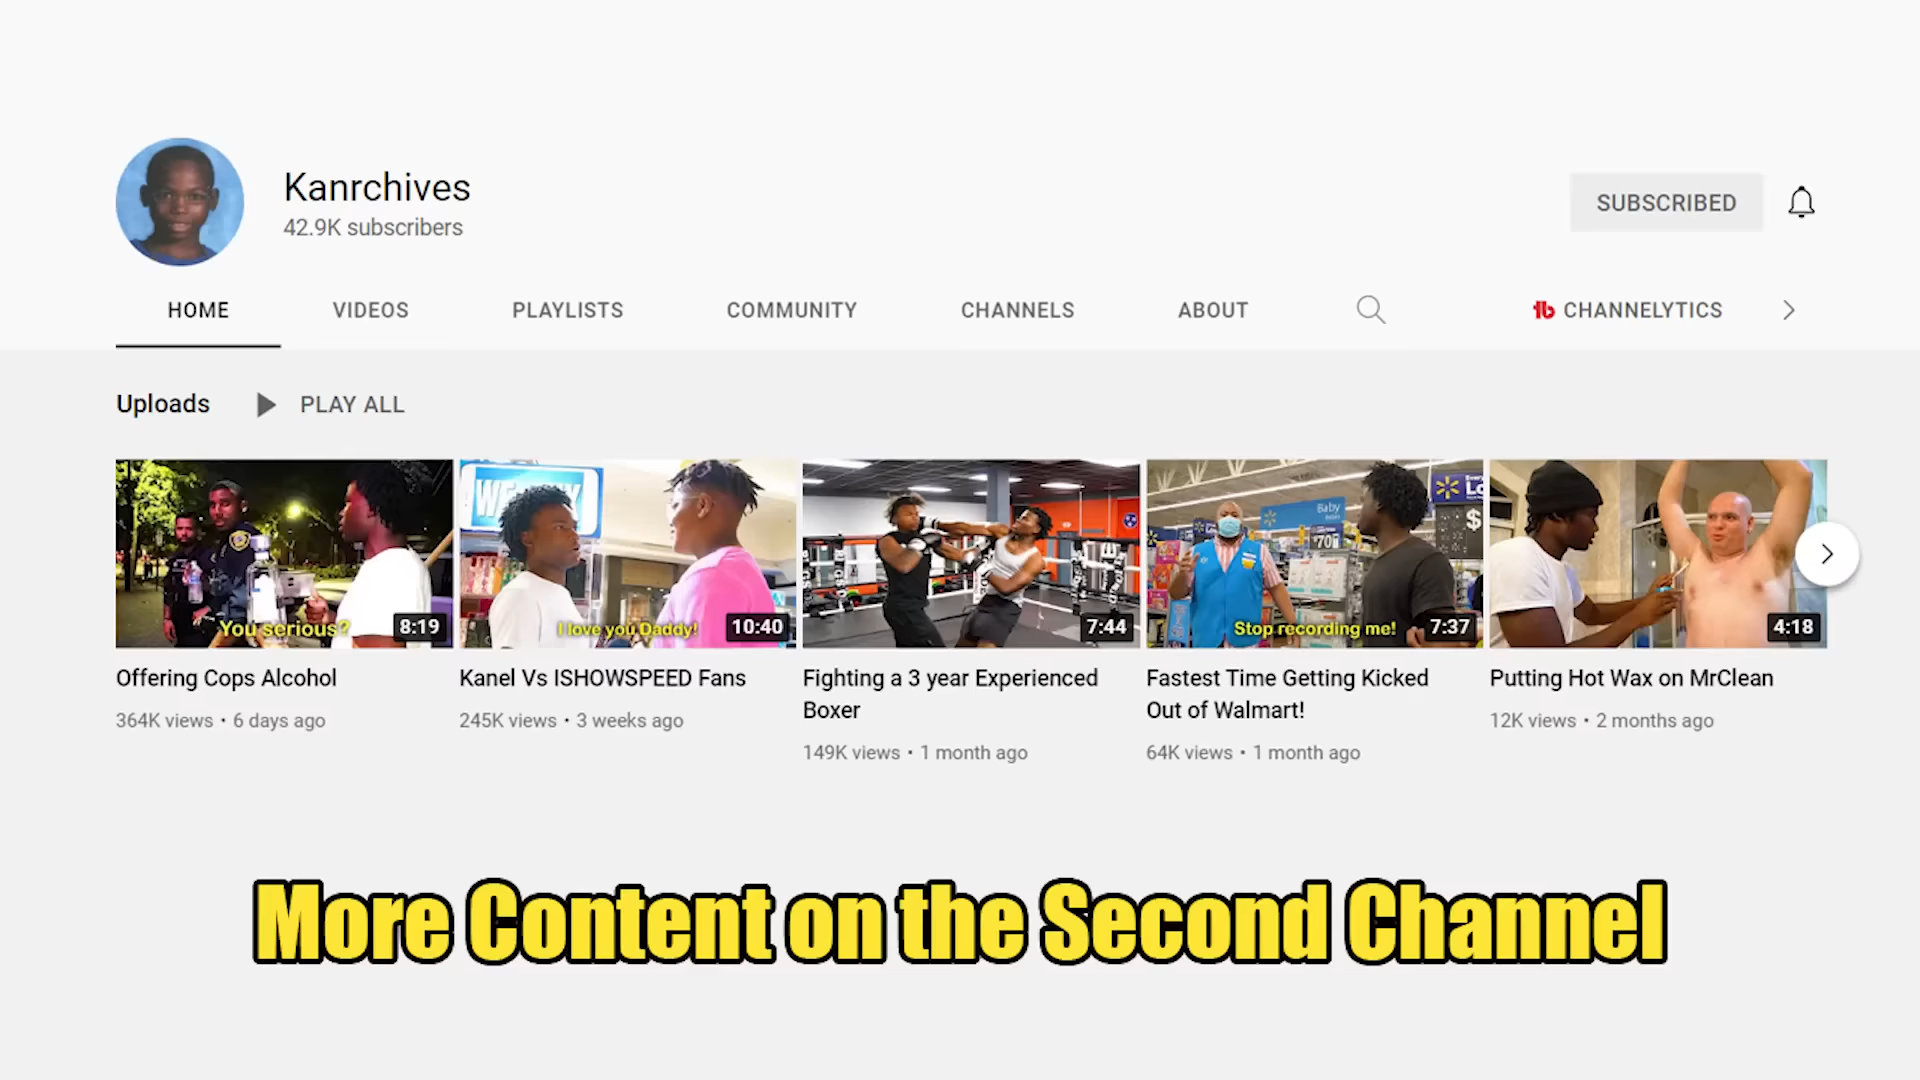 Kanrchives
42.9K subscribers
SUBSCRIBED
HOME
VIDEOS
PLAYLISTS
COMMUNITY
CHANNELS
ABOUT
tb CHANNELYTICS
Uploads
PLAY ALL
You serious?
8:19
I love you Daddy!
10:40
7:44
Baby
Stop recording me!
7:37
4:18
Offering Cops Alcohol
364K views • 6 days ago
Kanel Vs ISHOWSPEED Fans
245K views • 3 weeks ago
Fighting a 3 year Experienced
Boxer
149K views • 1 month ago
Fastest Time Getting Kicked
Out of Walmart!
64K views • 1 month ago
Putting Hot Wax on MrClean
12K views • 2 months ago
More Content on the Second Channel